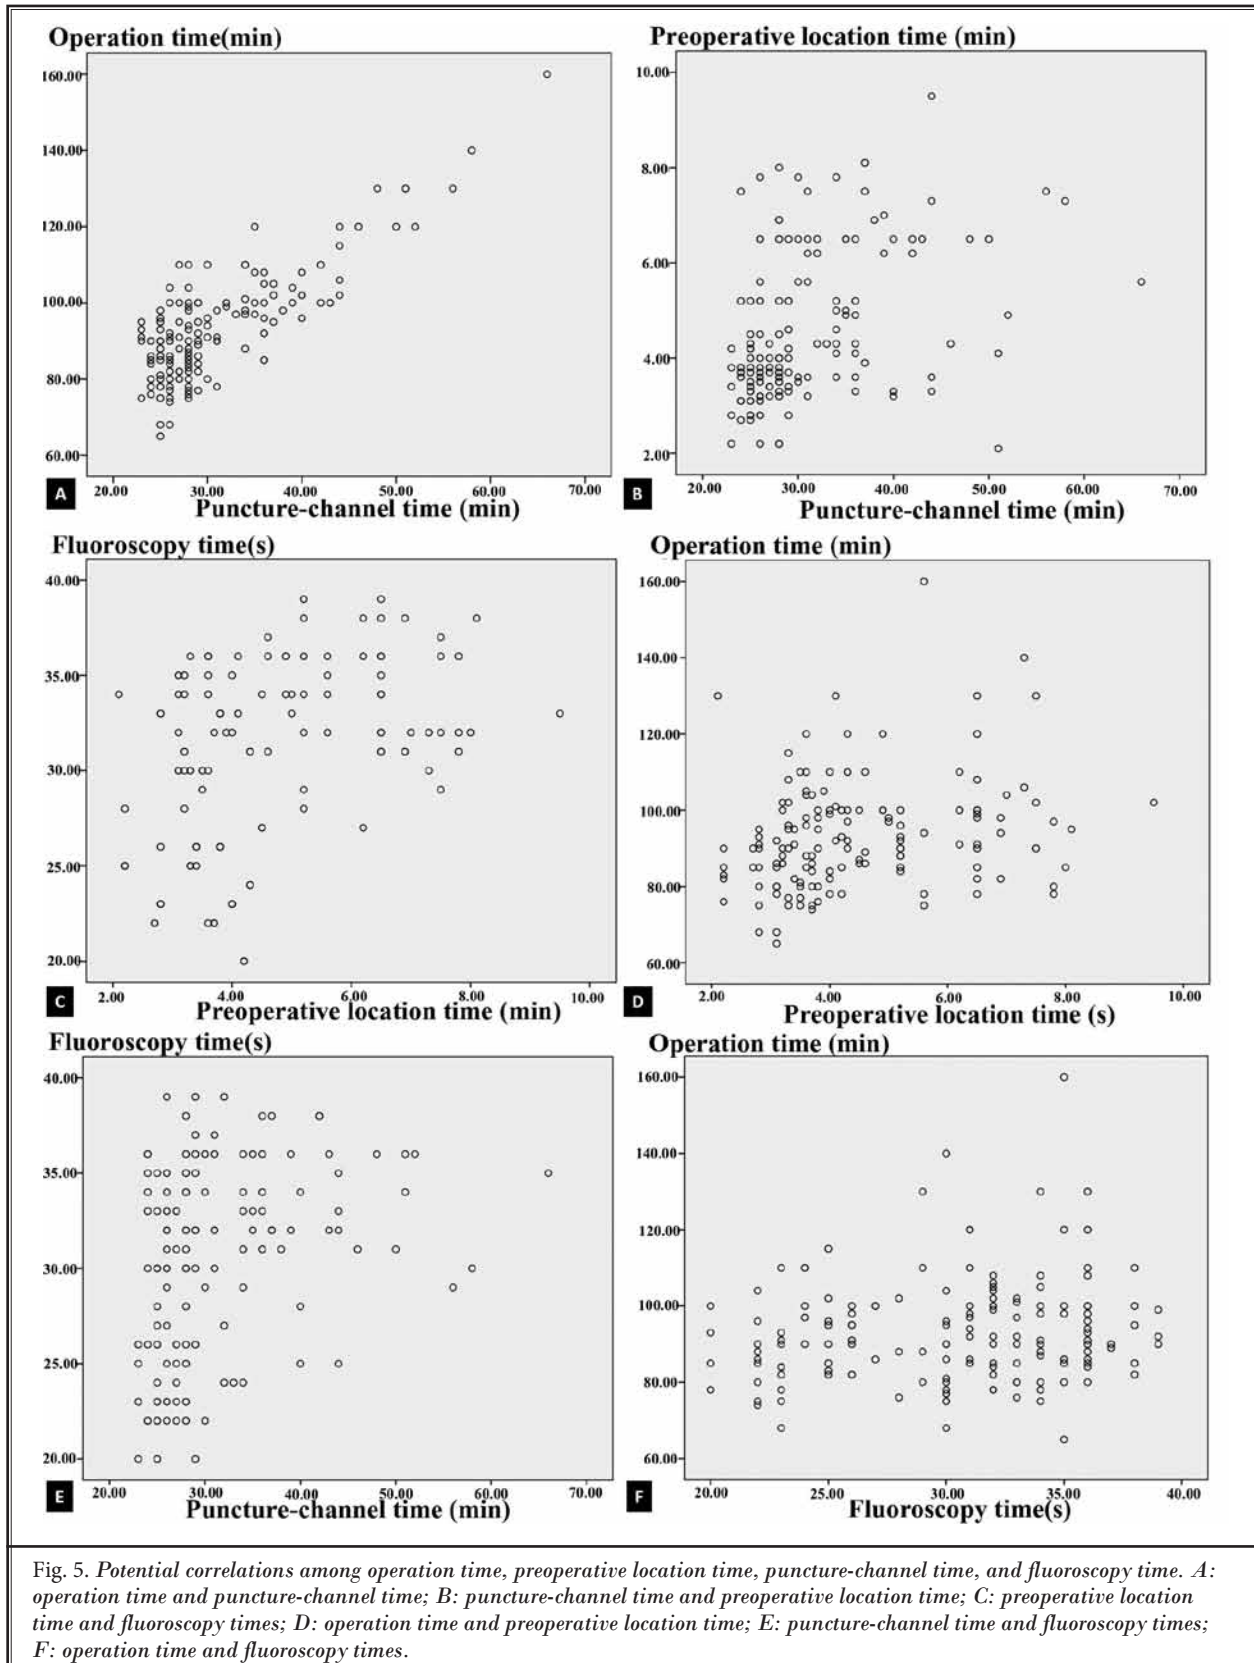 Operation time(min)
160.00
140.00
120.00
100.00
80.00
60.00
A
20.00 30.00 40.00 50.00 60.00 70.00
Puncture-channel time (min)
Preoperative location time (min)
10.00
8.00
6.00
4.00
2.00
B
20.00 30.00 40.00 50.00 60.00 70.00
Puncture-channel time (min)
Fluoroscopy time(s)
40.00
35.00
30.00
25.00
20.00
C
2.00 4.00 6.00 8.00 10.00
Preoperative location time (min)
Operation time (min)
160.00
140.00
120.00
100.00
80.00
60.00
D
2.00 4.00 6.00 8.00 10.00
Preoperative location time (s)
Fluoroscopy time(s)
40.00
35.00
30.00
25.00
20.00
E
20.00 30.00 40.00 50.00 60.00 70.00
Puncture-channel time (min)
Operation time (min)
160.00
140.00
120.00
100.00
80.00
60.00
F
20.00 25.00 30.00 35.00 40.00
Fluoroscopy time(s)
Fig. 5. Potential correlations among operation time, preoperative location time, puncture-channel time, and fluoroscopy time. A:
operation time and puncture-channel time; B: puncture-channel time and preoperative location time; C: preoperative location
time and fluoroscopy times; D: operation time and preoperative location time; E: puncture-channel time and fluoroscopy times;
F: operation time and fluoroscopy times.